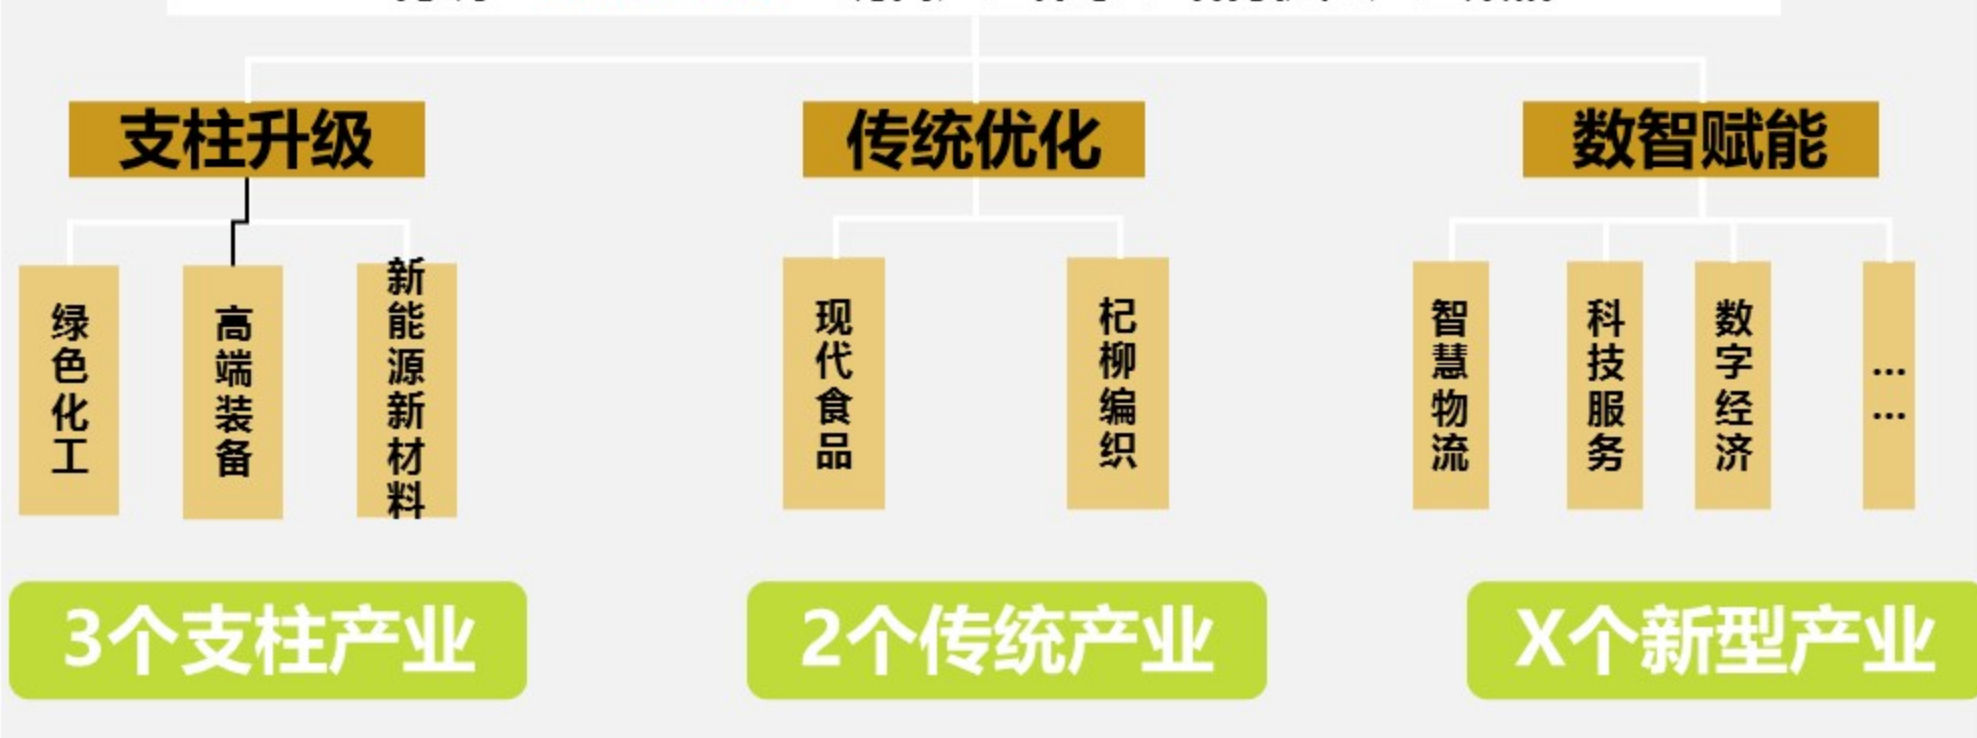 支柱升级
传统优化
数智赋能
绿色化工
高端装备
新能源新材料
现代食品
杞柳编织
智慧物流
科技服务
数字经济
……
3个支柱产业
2个传统产业
X个新型产业